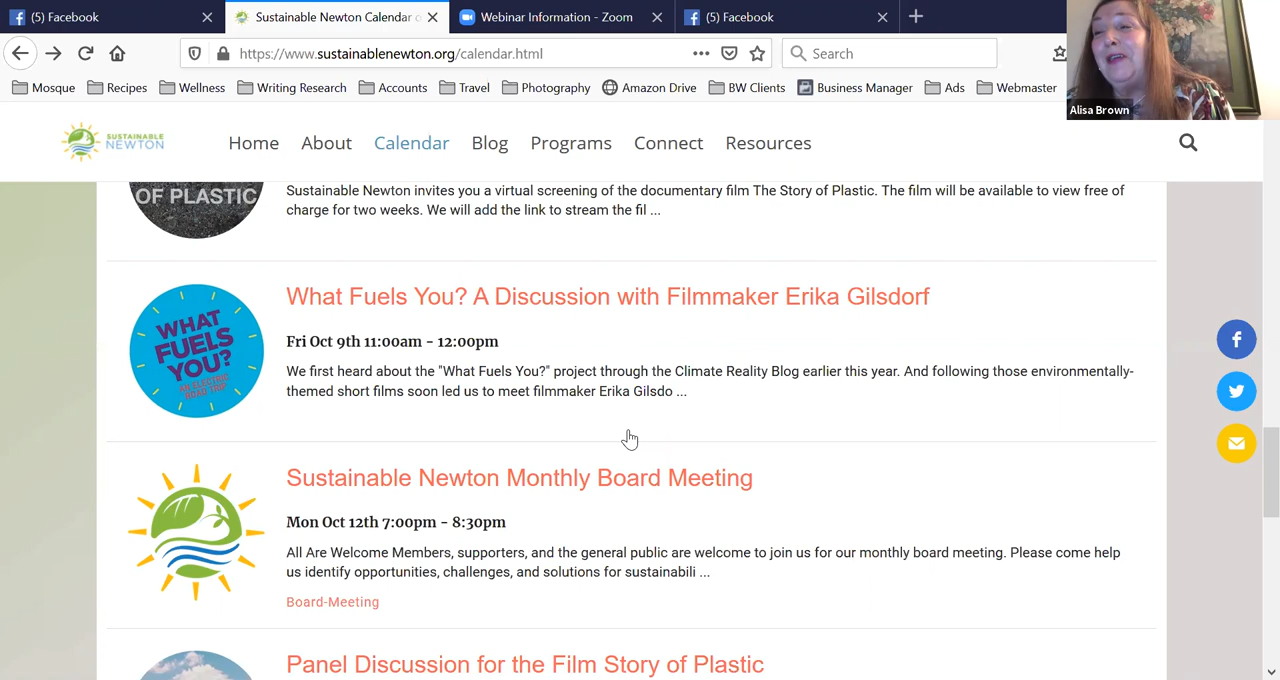 (5) Facebook
Sustainable Newton Calendar o
Webinar Information - Zoom
(5) Facebook
https://www.sustainablenewton.org/calendar.html
Search
Mosque
Recipes
Wellness
Writing Research
Accounts
Travel
Photography
Amazon Drive
BW Clients
Business Manager
Ads
Webmaster
Alisa Brown
SUSTAINABLE
NEWTON
Home
About
Calendar
Blog
Programs
Connect
Resources
OF PLASTIC
Sustainable Newton invites you a virtual screening of the documentary film The Story of Plastic. The film will be available to view free of
charge for two weeks. We will add the link to stream the fil ...
WHAT
FUELS
YOU?
AN ELECTRIC
ROAD TRIP
What Fuels You? A Discussion with Filmmaker Erika Gilsdorf
Fri Oct 9th 11:00am - 12:00pm
We first heard about the "What Fuels You?" project through the Climate Reality Blog earlier this year. And following those environmentally-
themed short films soon led us to meet filmmaker Erika Gilsdo ...
Sustainable Newton Monthly Board Meeting
Mon Oct 12th 7:00pm - 8:30pm
All Are Welcome Members, supporters, and the general public are welcome to join us for our monthly board meeting. Please come help
us identify opportunities, challenges, and solutions for sustainabili ...
Board-Meeting
Panel Discussion for the Film Story of Plastic